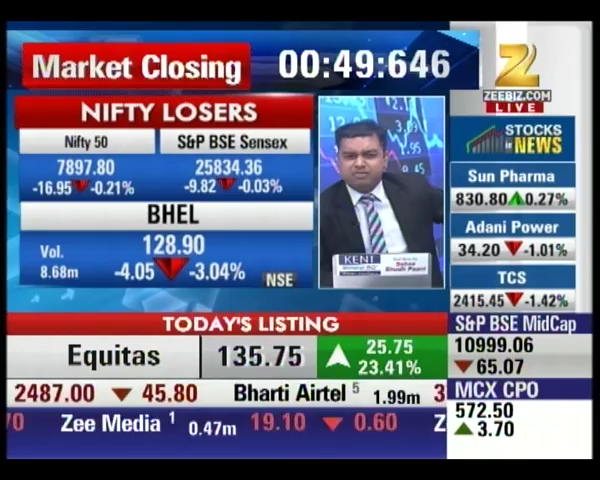 Market Closing
00:49:646
NIFTY LOSERS
Nifty 50
7897.80
-16.95 -0.21%
S&P BSE Sensex
25834.36
-9.82 -0.03%
BHEL
Vol.
8.68m
128.90
-4.05 -3.04%
NSE
KENI
TODAY'S LISTING
Equitas
135.75
25.75
23.41%
2487.00 45.80 Bharti Airtel 5 1.99m 3
70 Zee Media 1 0.47m 19.10 0.60 Z
Z
ZEEBIZ.COM
LIVE
STOCKS
in NEWS
Sun Pharma
830.80 0.27%
Adani Power
34.20 -1.01%
TCS
2415.45 -1.42%
S&P BSE MidCap
10999.06
65.07
MCX CPO
572.50
3.70